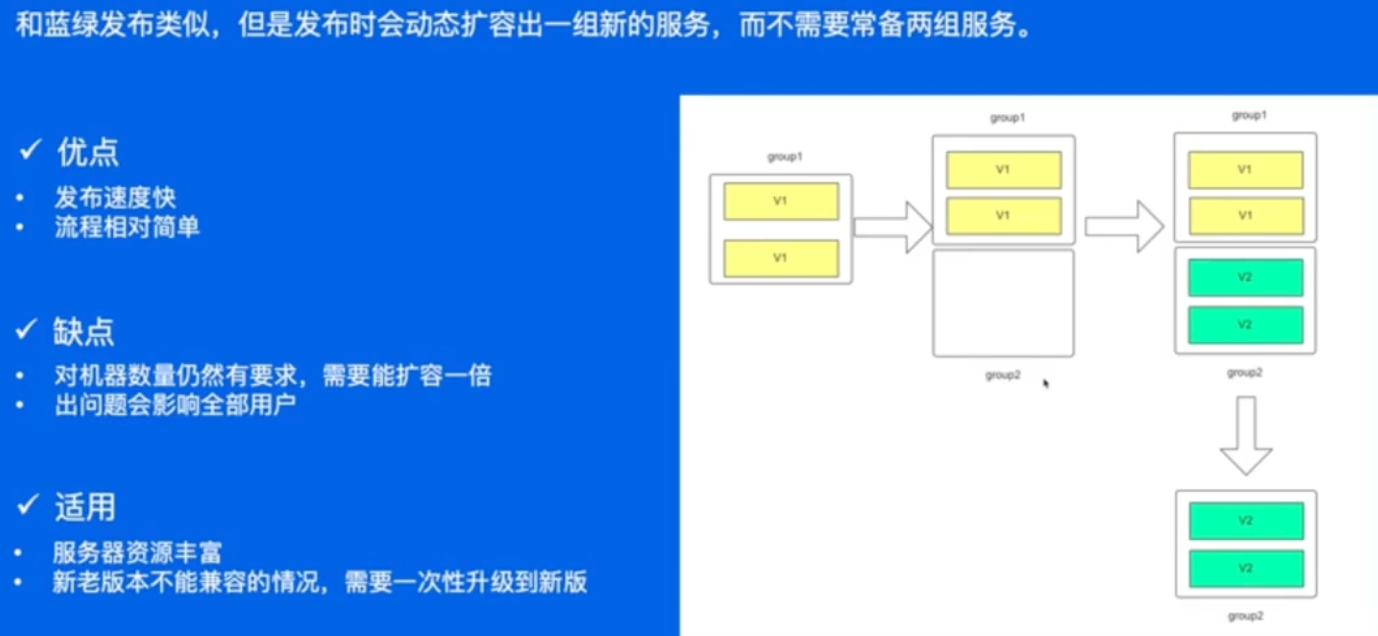 和蓝绿发布类似，但是发布时会动态扩容出一组新的服务，而不需要常备两组服务。
✓ 优点
• 发布速度快
• 流程相对简单
✓ 缺点
• 对机器数量仍然有要求，需要能扩容一倍
• 出问题会影响全部用户
✓ 适用
• 服务器资源丰富
• 新老版本不能兼容的情况，需要一次性升级到新版
group1
V1
V1
group1
V1
V1
group2
group1
V1
V1
V2
V2
group2
V2
V2
group2